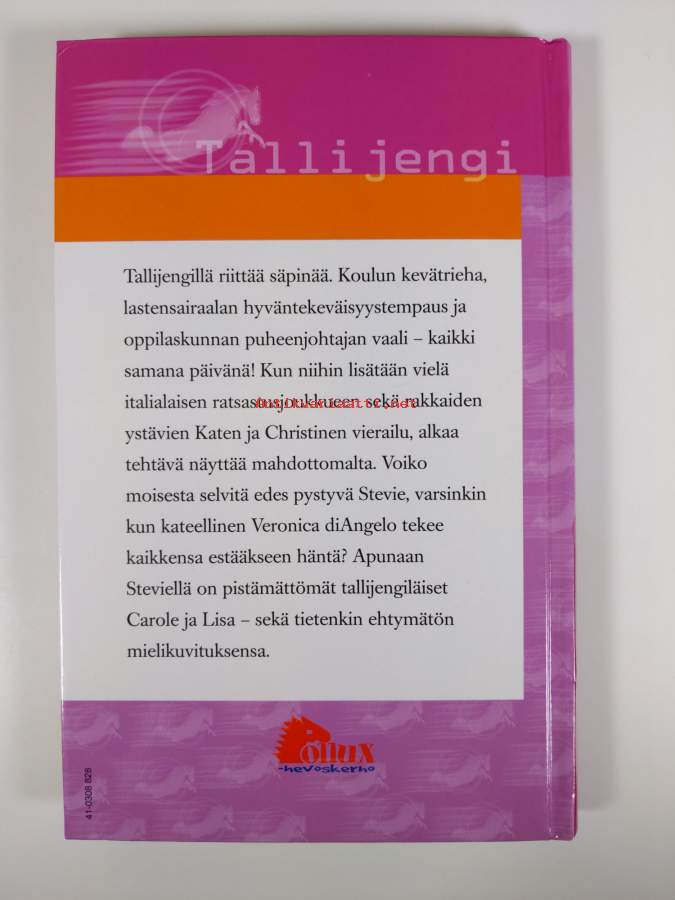 Tallijengi
Tallijengillä riittää säpinää. Koulun kevätrieha,
lastensairaalan hyväntekeväisyystempaus ja
oppilaskunnan puheenjohtajan vaali – kaikki
samana päivänä! Kun niihin lisätään vielä
italialaisen ratsastusjoukkueen sekä rakkaiden
Antikvariaatti.net
ystävien Katen ja Christinen vierailu, alkaa
tehtävä näyttää mahdottomalta. Voiko
moisesta selvitä edes pystyvä Stevie, varsinkin
kun kateellinen Veronica diAngelo tekee
kaikkensa estääkseen häntä? Apunaan
Steviellä on pistämättömät tallijengiläiset
Carole ja Lisa – sekä tietenkin ehtymätön
mielikuvituksensa.
Pollux
-hevoskerho
41-0308 828